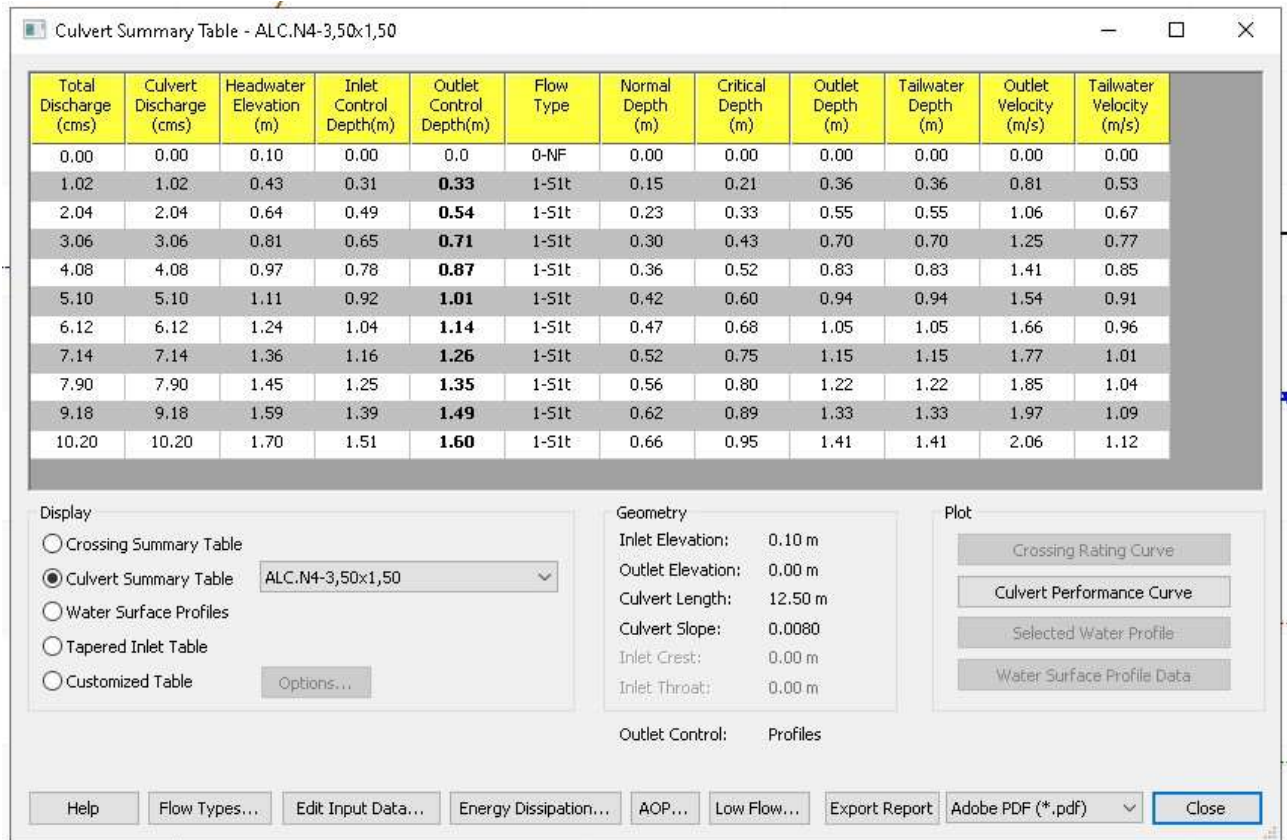 Culvert Summary Table - ALC.N4-3,50x1,50
Total Discharge (cms) Culvert Discharge (cms) Headwater Elevation (m) Inlet Control Depth(m) Outlet Control Depth(m) Flow Type Normal Depth (m) Critical Depth (m) Outlet Depth (m) Tailwater Depth (m) Outlet Velocity (m/s) Tailwater Velocity (m/s)
0.00 0.00 0.10 0.00 0.0 0-NF 0.00 0.00 0.00 0.00 0.00 0.00
1.02 1.02 0.43 0.31 0.33 1-S1t 0.15 0.21 0.36 0.36 0.81 0.53
2.04 2.04 0.64 0.49 0.54 1-S1t 0.23 0.33 0.55 0.55 1.06 0.67
3.06 3.06 0.81 0.65 0.71 1-S1t 0.30 0.43 0.70 0.70 1.25 0.77
4.08 4.08 0.97 0.78 0.87 1-S1t 0.36 0.52 0.83 0.83 1.41 0.85
5.10 5.10 1.11 0.92 1.01 1-S1t 0.42 0.60 0.94 0.94 1.54 0.91
6.12 6.12 1.24 1.04 1.14 1-S1t 0.47 0.68 1.05 1.05 1.66 0.96
7.14 7.14 1.36 1.16 1.26 1-S1t 0.52 0.75 1.15 1.15 1.77 1.01
7.90 7.90 1.45 1.25 1.35 1-S1t 0.56 0.80 1.22 1.22 1.85 1.04
9.18 9.18 1.59 1.39 1.49 1-S1t 0.62 0.89 1.33 1.33 1.97 1.09
10.20 10.20 1.70 1.51 1.60 1-S1t 0.66 0.95 1.41 1.41 2.06 1.12
Display
Crossing Summary Table
Culvert Summary Table ALC.N4-3,50x1,50
Water Surface Profiles
Tapered Inlet Table
Customized Table Options...
Geometry
Inlet Elevation: 0.10 m
Outlet Elevation: 0.00 m
Culvert Length: 12.50 m
Culvert Slope: 0.0080
Inlet Crest: 0.00 m
Inlet Throat: 0.00 m
Outlet Control: Profiles
Plot
Crossing Rating Curve
Culvert Performance Curve
Selected Water Profile
Water Surface Profile Data
Help Flow Types... Edit Input Data... Energy Dissipation... AOP... Low Flow... Export Report Adobe PDF (*.pdf) Close